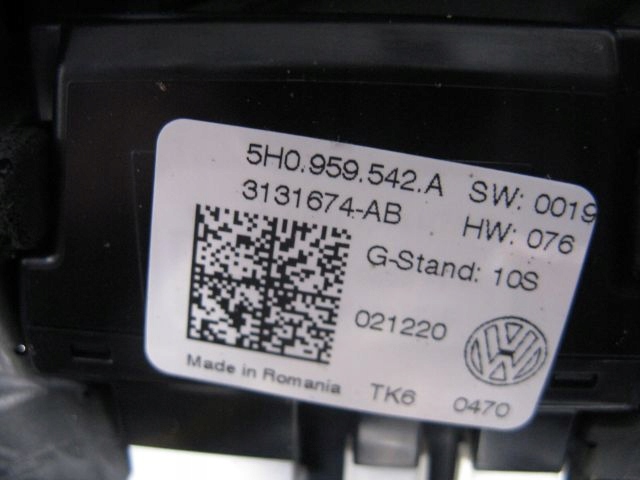 5H0.959.542.A SW: 0019
3131674-AB HW: 076
G-Stand: 10S
021220
Made in Romania TK6 0470